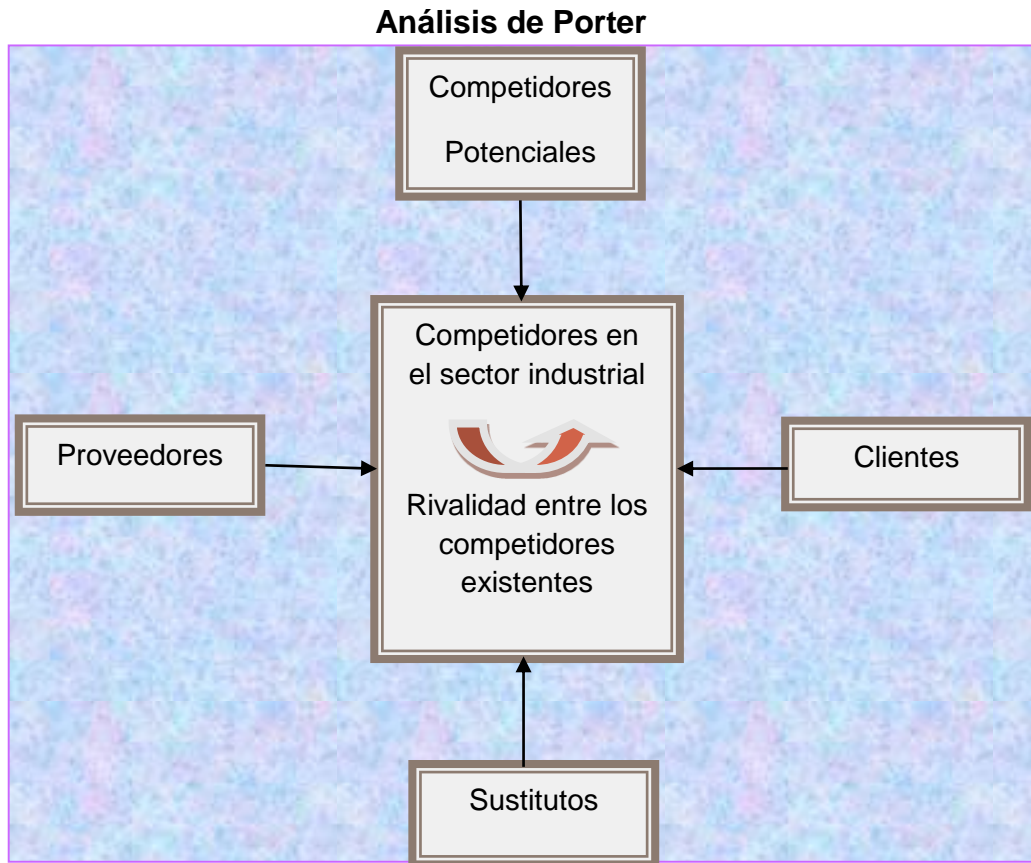 Análisis de Porter
Competidores
Potenciales
Competidores en
el sector industrial
Proveedores
Clientes
Rivalidad entre los
competidores
existentes
Sustitutos